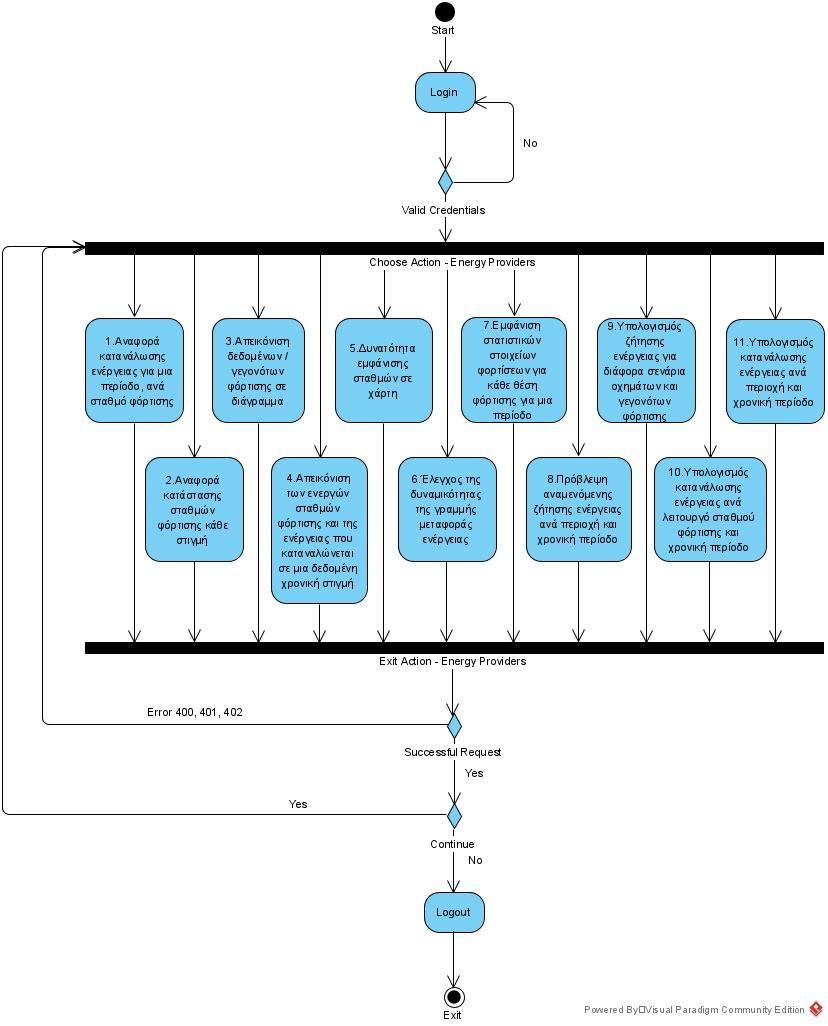 Start
Login
No
Valid Credentials
Choose Action - Energy Providers
1.Αναφορά
κατανάλωσης
ενέργειας για μια
περίοδο, ανά
σταθμό φόρτισης
3.Απεικόνιση
δεδομένων /
γεγονότων
φόρτισης σε
διάγραμμα
5.Δυνατότητα
εμφάνισης
σταθμών σε
χάρτη
7.Εμφάνιση
στατιστικών
στοιχείων
φορτίσεων για
κάθε θέση
φόρτισης για μια
περίοδο
9.Υπολογισμός
ζήτησης
ενέργειας για
διάφορα σενάρια
οχημάτων και
γεγονότων
φόρτισης
11.Υπολογισμός
κατανάλωσης
ενέργειας ανά
περιοχή και
χρονική περίοδο
2.Αναφορά
κατάστασης
σταθμών
φόρτισης κάθε
στιγμή
4.Απεικόνιση
των ενεργών
σταθμών
φόρτισης και της
ενέργειας που
καταναλώνεται
σε μια δεδομένη
χρονική στιγμή
6.Έλεγχος της
δυναμικότητας
της γραμμής
μεταφοράς
ενέργειας
8.Πρόβλεψη
αναμενόμενης
ζήτησης ενέργειας
ανά περιοχή και
χρονική περίοδο
10.Υπολογισμός
κατανάλωσης
ενέργειας ανά
λειτουργό σταθμού
φόρτισης και
χρονική περίοδο
Exit Action - Energy Providers
Error 400, 401, 402
Successful Request
Yes
Yes
Continue
No
Logout
Exit
Powered By Visual Paradigm Community Edition